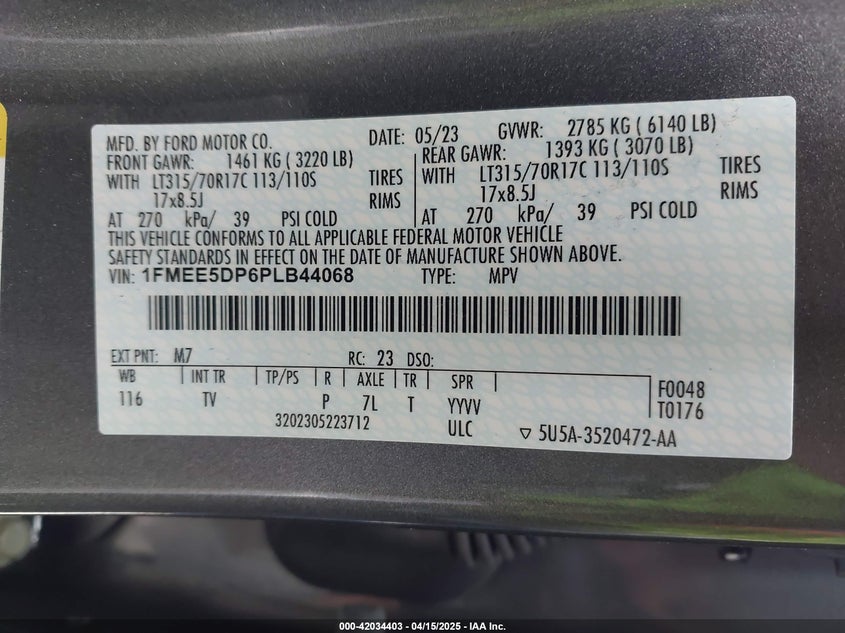 MFD. BY FORD MOTOR CO. DATE: 05/23 GVWR: 2785 KG ( 6140 LB)
FRONT GAWR: 1461 KG ( 3220 LB) REAR GAWR: 1393 KG ( 3070 LB)
WITH LT315/70R17C 113/110S TIRES WITH LT315/70R17C 113/110S TIRES
17x8.5J RIMS 17x8.5J RIMS
AT 270 kPa/ 39 PSI COLD AT 270 kPa/ 39 PSI COLD
THIS VEHICLE CONFORMS TO ALL APPLICABLE FEDERAL MOTOR VEHICLE
SAFETY STANDARDS IN EFFECT ON THE DATE OF MANUFACTURE SHOWN ABOVE.
VIN: 1FMEE5DP6PLB44068 TYPE: MPV
EXT PNT: M7 RC: 23 DSO:
WB INT TR TP/PS R AXLE TR SPR F0048
116 TV P 7L T YYVV T0176
3202305223712 ULC ▽ 5U5A-3520472-AA
000-42034403 - 04/15/2025 - IAA Inc.